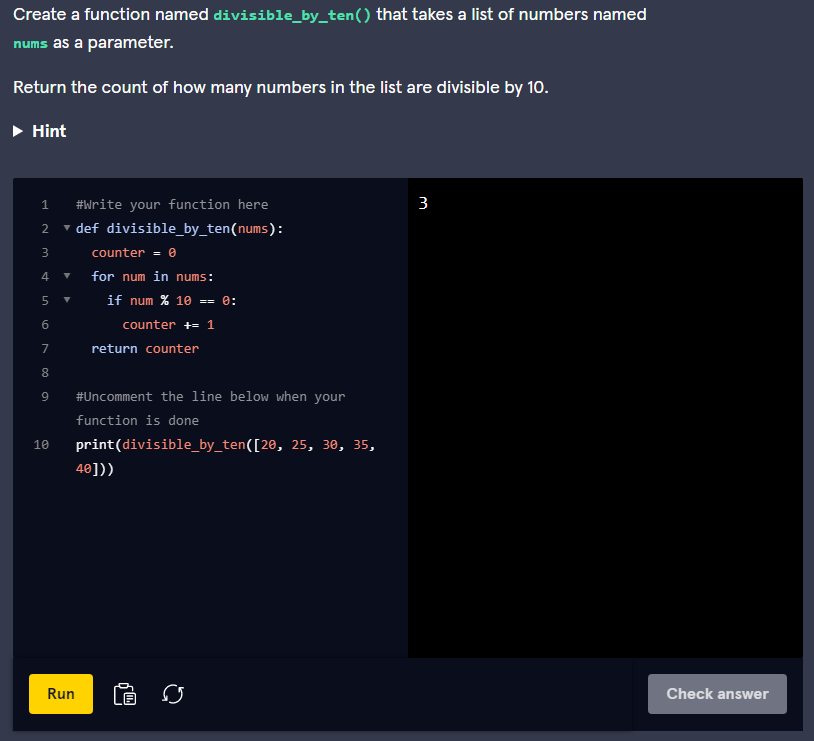 Create a function named divisible_by_ten() that takes a list of numbers named
nums as a parameter.
Return the count of how many numbers in the list are divisible by 10.
Hint
1 #Write your function here
2 def divisible_by_ten(nums):
3   counter = 0
4   for num in nums:
5     if num % 10 == 0:
6       counter += 1
7   return counter
8
9 #Uncomment the line below when your
function is done
10 print(divisible_by_ten([20, 25, 30, 35,
40]))
3
Run
Check answer